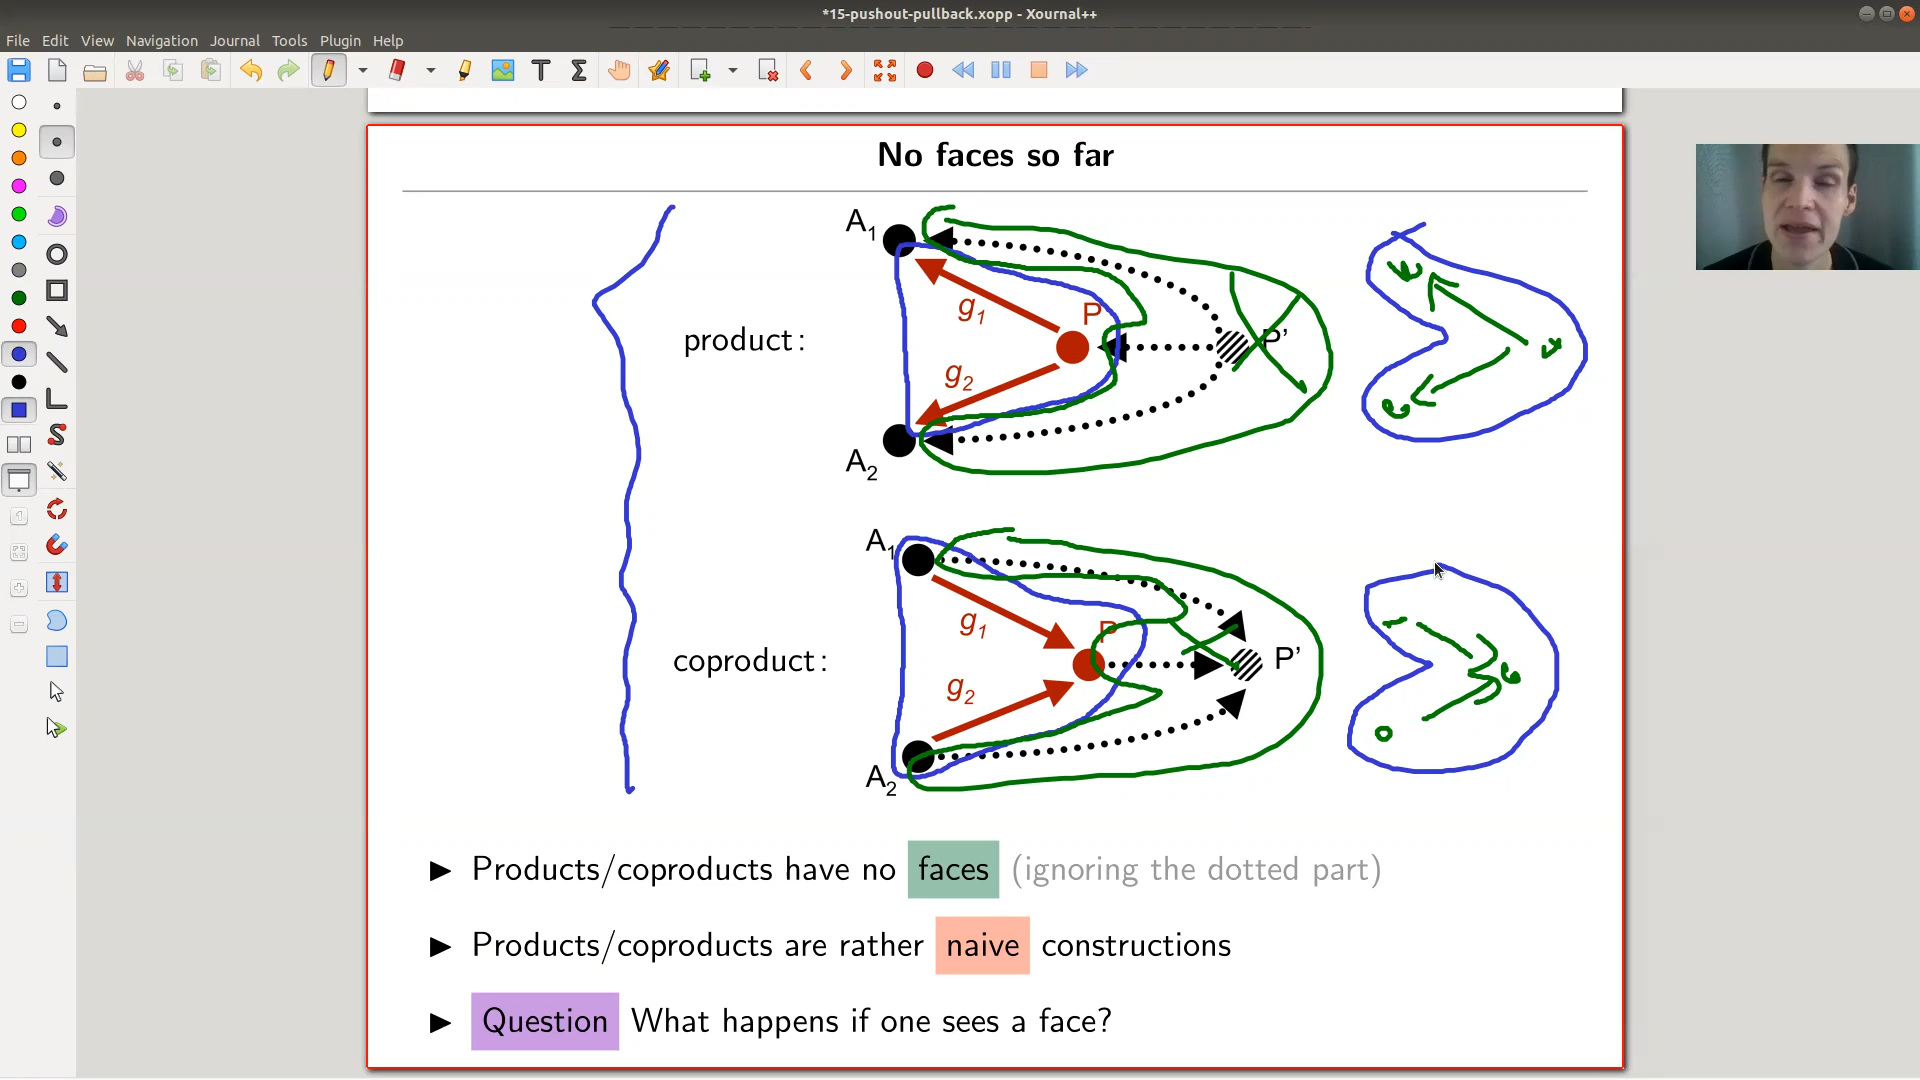 *15-pushout-pullback.xopp - Xournal++
File Edit View Navigation Journal Tools Plugin Help
No faces so far
A1
g1
P
product:
P'
g2
A2
A1
g1
P
coproduct:
P'
g2
A2
▶ Products/coproducts have no faces (ignoring the dotted part)
▶ Products/coproducts are rather naive constructions
▶ Question What happens if one sees a face?